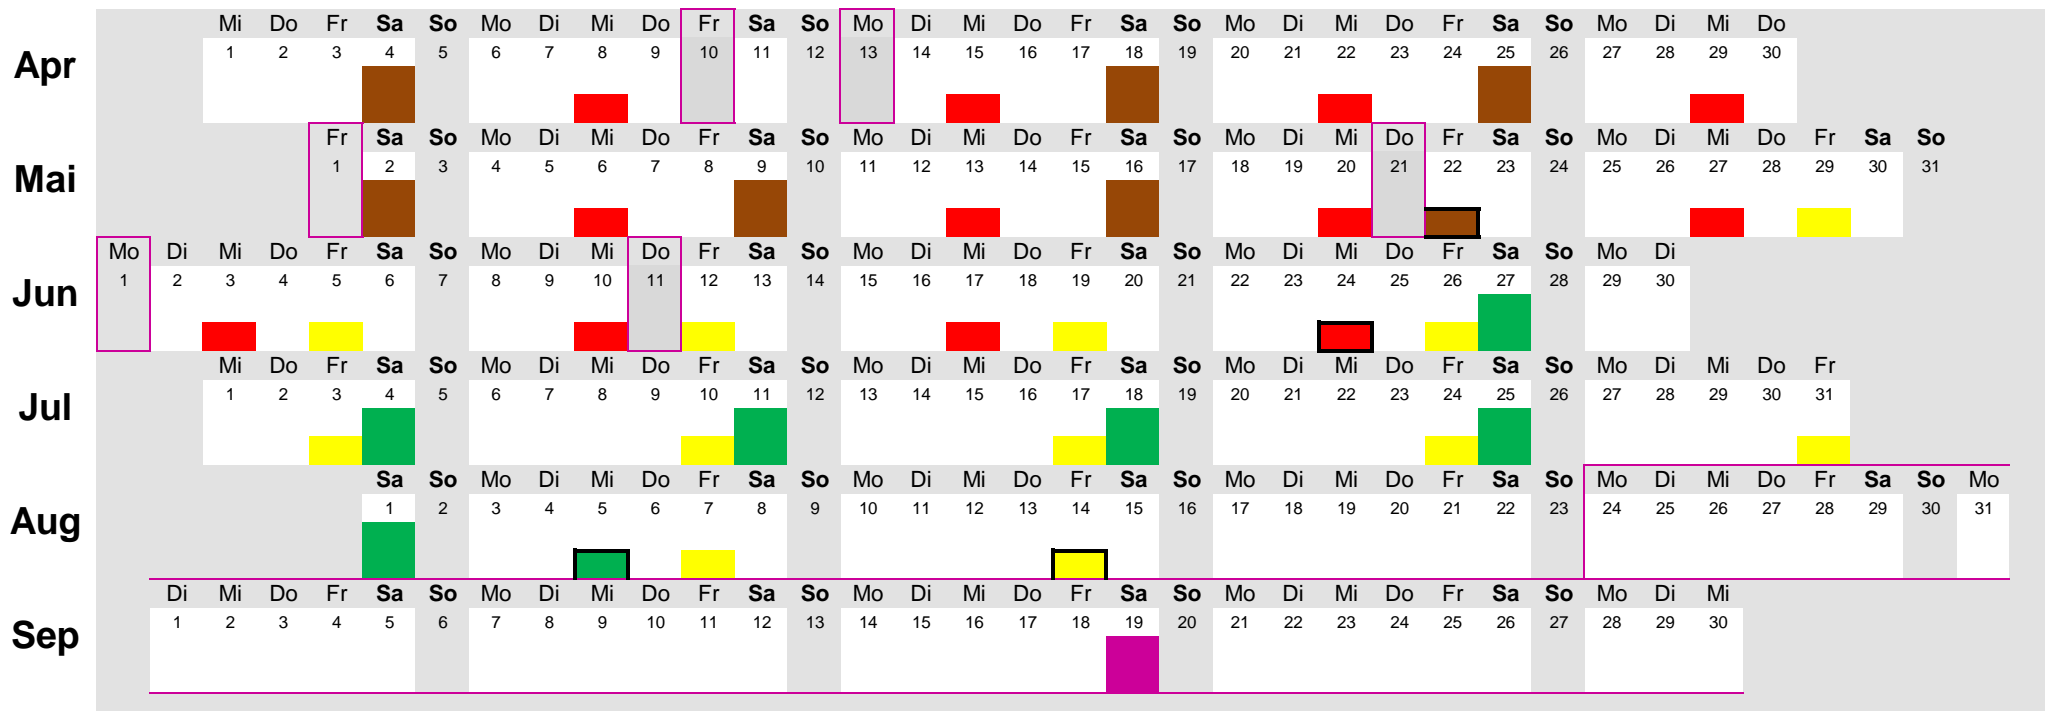 Mi Do Fr Sa So Mo Di Mi Do Fr Sa So Mo Di Mi Do Fr Sa So Mo Di Mi Do Fr Sa So Mo Di Mi Do
Apr
1 2 3 4 5 6 7 8 9 10 11 12 13 14 15 16 17 18 19 20 21 22 23 24 25 26 27 28 29 30
Fr Sa So Mo Di Mi Do Fr Sa So Mo Di Mi Do Fr Sa So Mo Di Mi Do Fr Sa So Mo Di Mi Do Fr Sa So
Mai
1 2 3 4 5 6 7 8 9 10 11 12 13 14 15 16 17 18 19 20 21 22 23 24 25 26 27 28 29 30 31
Mo Di Mi Do Fr Sa So Mo Di Mi Do Fr Sa So Mo Di Mi Do Fr Sa So Mo Di Mi Do Fr Sa So Mo Di
Jun
1 2 3 4 5 6 7 8 9 10 11 12 13 14 15 16 17 18 19 20 21 22 23 24 25 26 27 28 29 30
Mi Do Fr Sa So Mo Di Mi Do Fr Sa So Mo Di Mi Do Fr Sa So Mo Di Mi Do Fr Sa So Mo Di Mi Do Fr
Jul
1 2 3 4 5 6 7 8 9 10 11 12 13 14 15 16 17 18 19 20 21 22 23 24 25 26 27 28 29 30 31
Sa So Mo Di Mi Do Fr Sa So Mo Di Mi Do Fr Sa So Mo Di Mi Do Fr Sa So Mo Di Mi Do Fr Sa So Mo
Aug
1 2 3 4 5 6 7 8 9 10 11 12 13 14 15 16 17 18 19 20 21 22 23 24 25 26 27 28 29 30 31
Di Mi Do Fr Sa So Mo Di Mi Do Fr Sa So Mo Di Mi Do Fr Sa So Mo Di Mi Do Fr Sa So Mo Di Mi
Sep
1 2 3 4 5 6 7 8 9 10 11 12 13 14 15 16 17 18 19 20 21 22 23 24 25 26 27 28 29 30